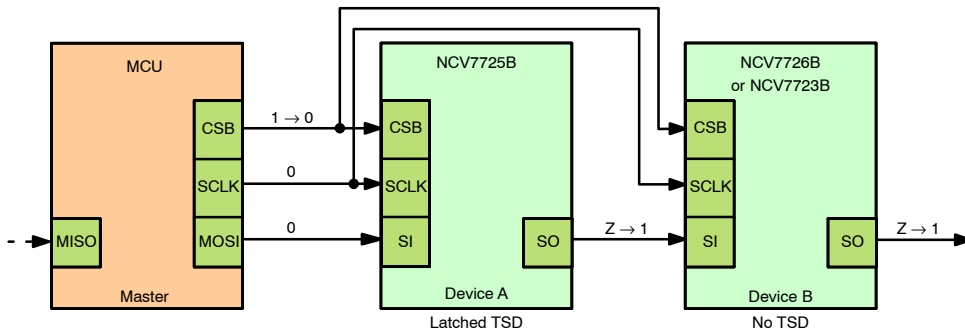 MCU
NCV7725B
NCV7726B
or NCV7723B
CSB
1 → 0
CSB
CSB
SCLK
0
SCLK
SCLK
MISO
MOSI
0
SI
SO
Z → 1
SI
SO
Z → 1
Master
Device A
Device B
Latched TSD
No TSD